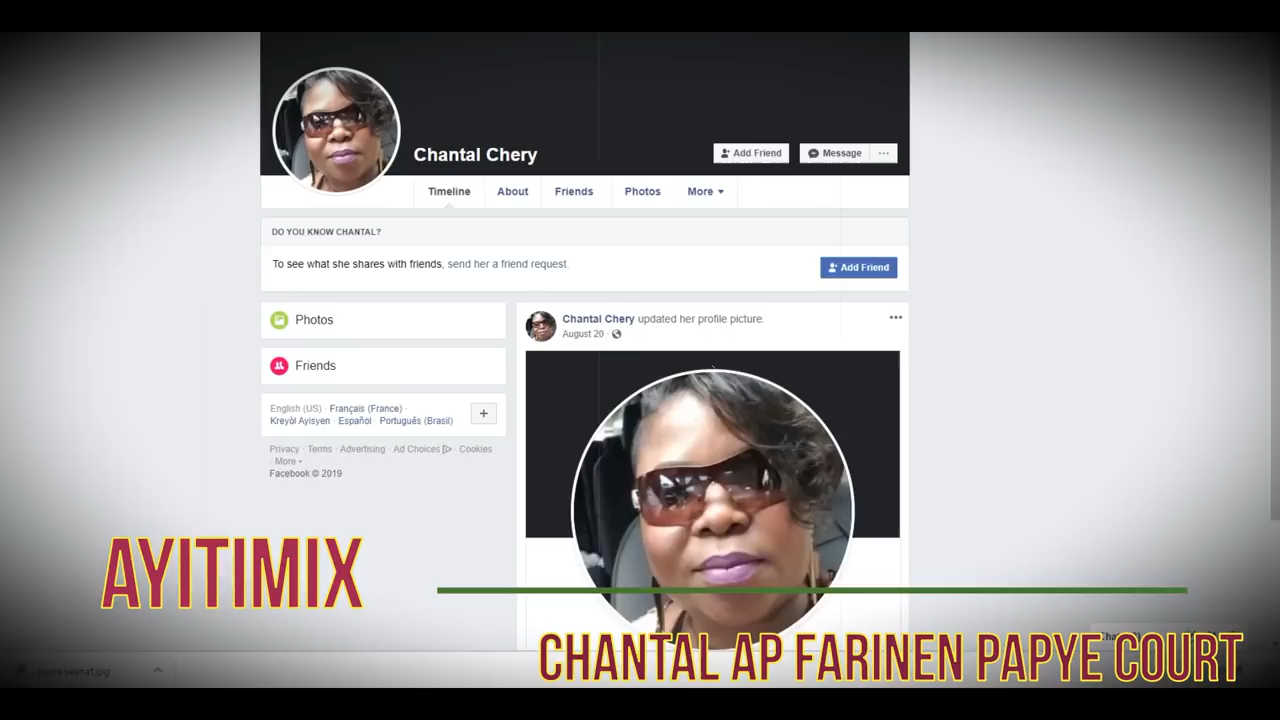 Chantal Chery
Add Friend
Message
Timeline
About
Friends
Photos
More
DO YOU KNOW CHANTAL?
To see what she shares with friends, send her a friend request.
Add Friend
Photos
Friends
English (US) · Français (France) ·
Kreyòl Ayisyen · Español · Português (Brasil)
Privacy · Terms · Advertising · Ad Choices · Cookies
· More
Facebook © 2019
Chantal Chery updated her profile picture.
August 20 ·
AYITIMIX
CHANTAL AP FARINEN PAPYE COURT